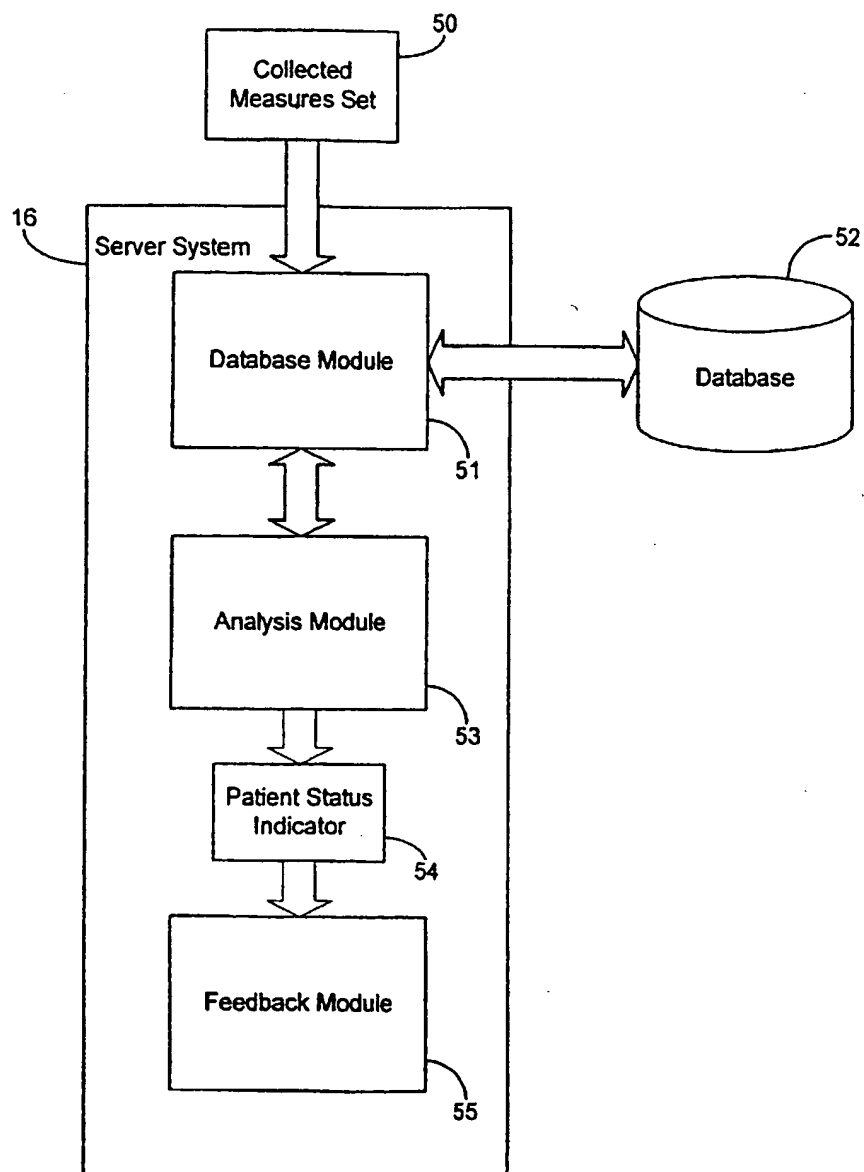 50
Collected
Measures Set
16
Server System
52
Database Module
Database
51
Analysis Module
53
Patient Status
Indicator
54
Feedback Module
55